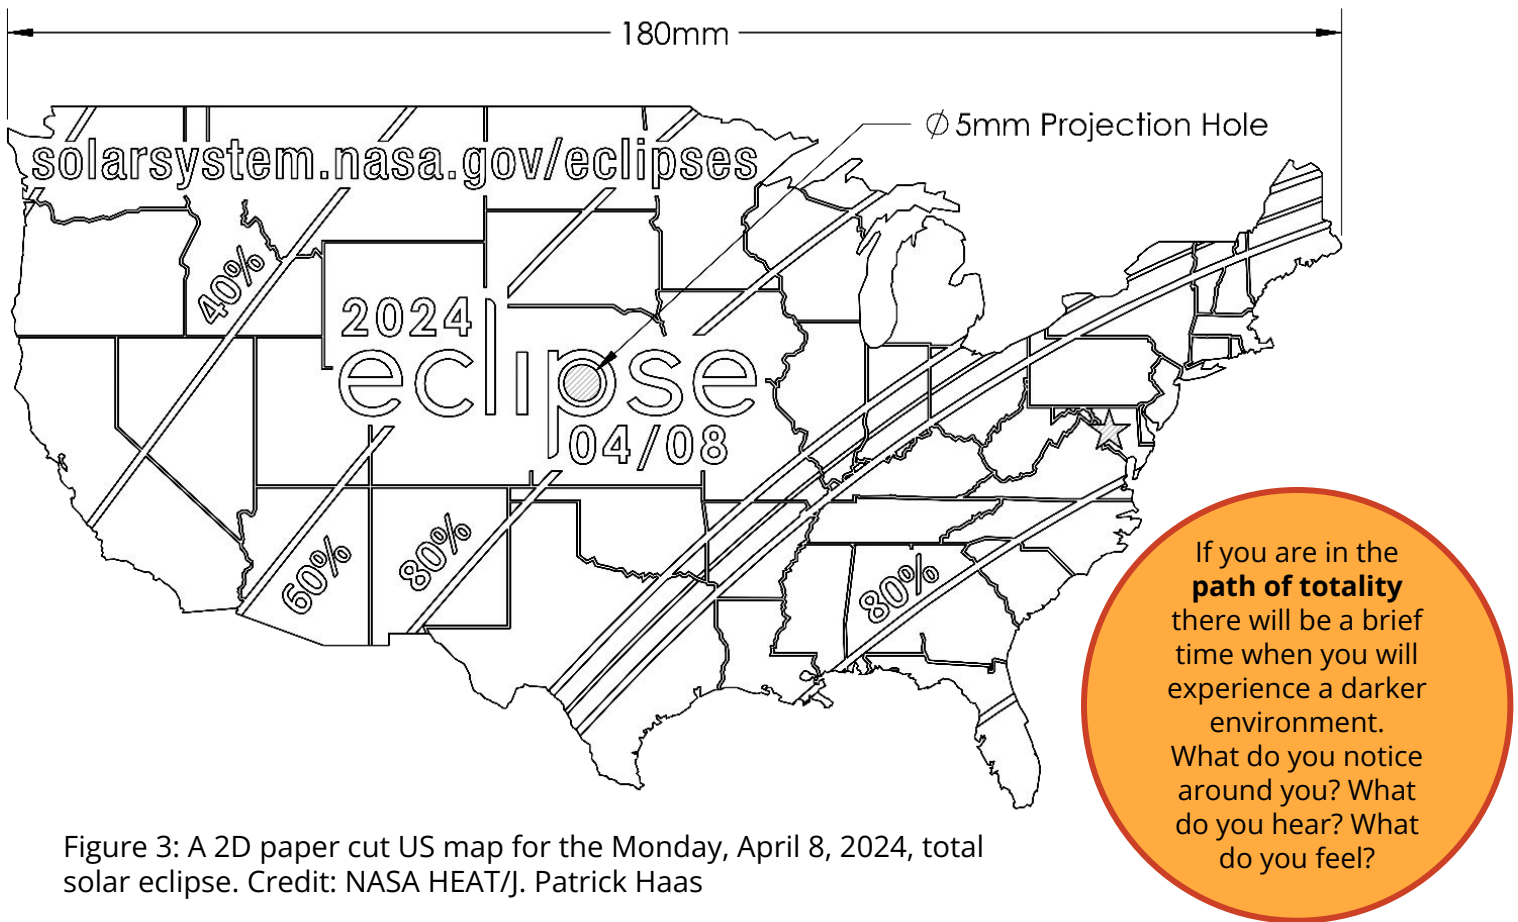 180mm
Ø 5mm Projection Hole
solarsystem.nasa.gov/eclipses
40%
2024
eclipse
04/08
60%
80%
80%
If you are in the
path of totality
there will be a brief
time when you will
experience a darker
environment.
What do you notice
around you? What
do you hear? What
do you feel?
Figure 3: A 2D paper cut US map for the Monday, April 8, 2024, total
solar eclipse. Credit: NASA HEAT/J. Patrick Haas